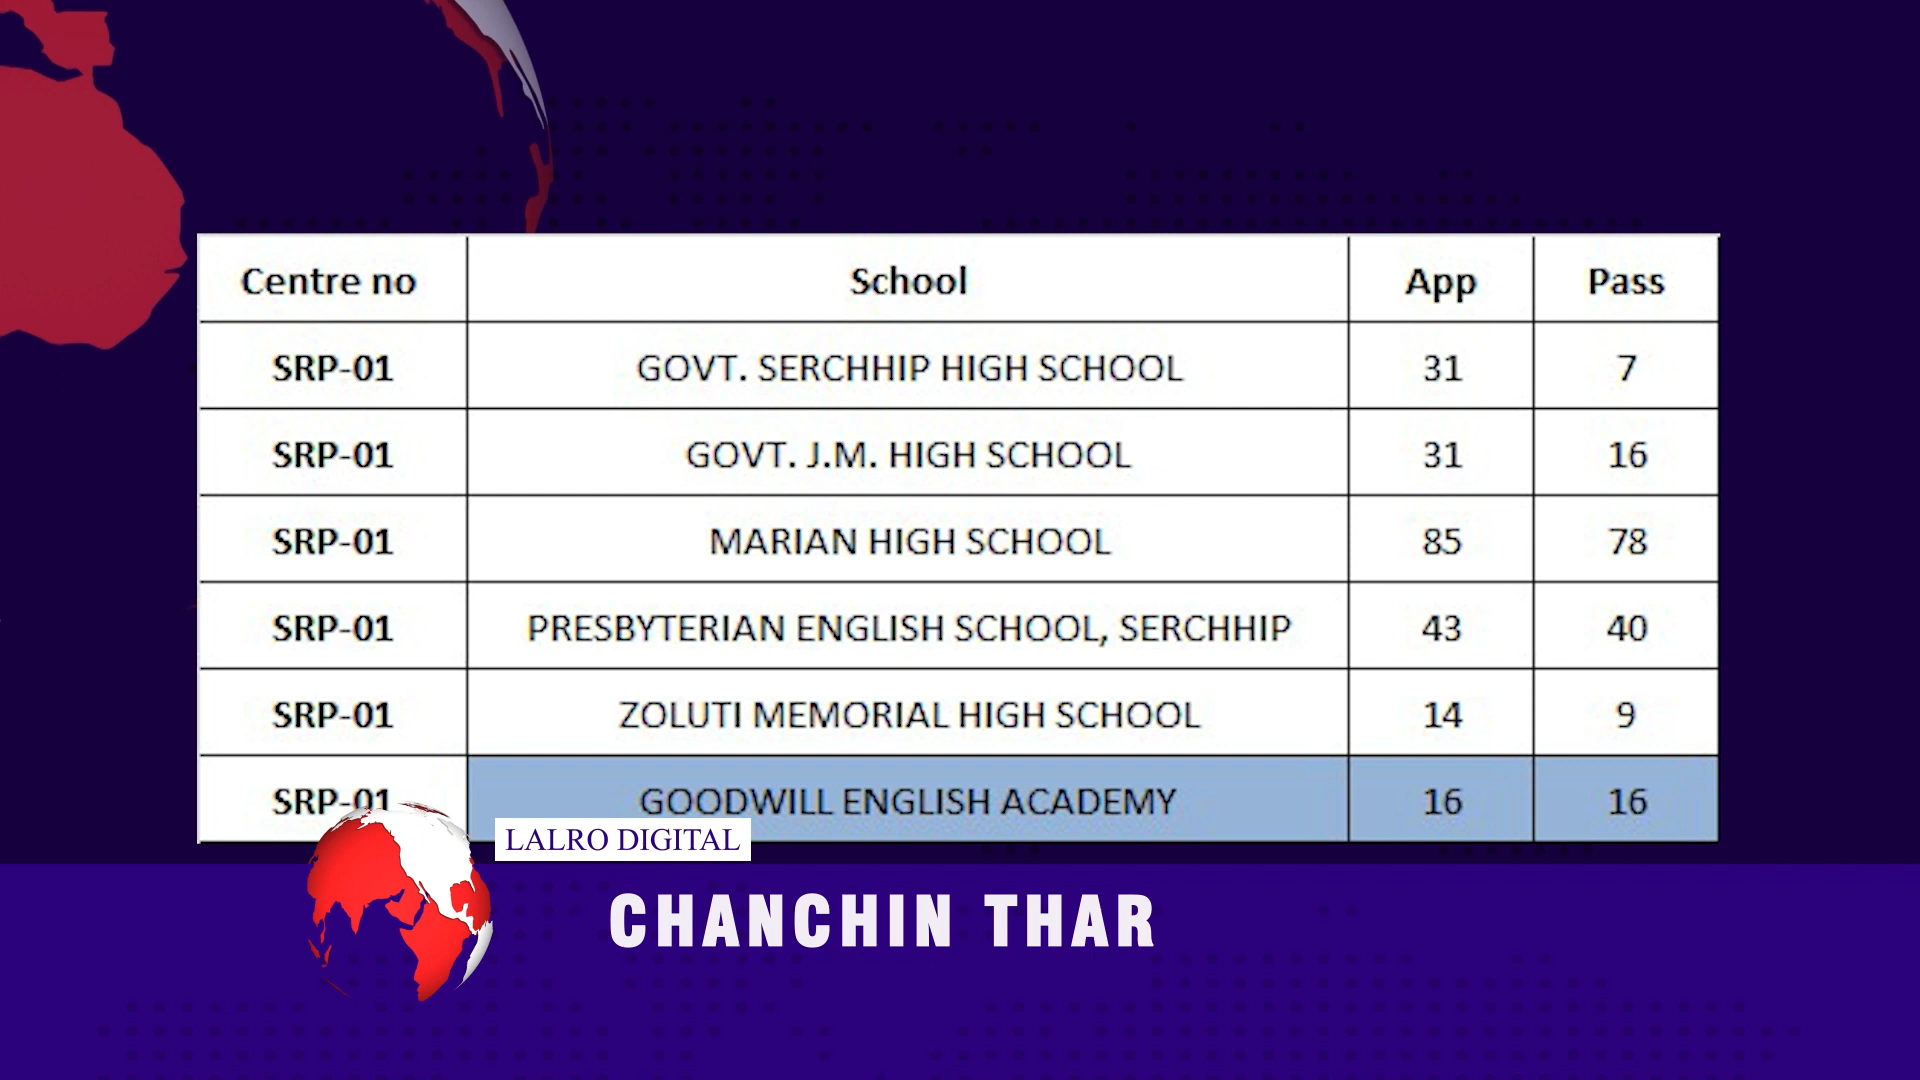 Centre no School App Pass
SRP-01 GOVT. SERCHHIP HIGH SCHOOL 31 7
SRP-01 GOVT. J.M. HIGH SCHOOL 31 16
SRP-01 MARIAN HIGH SCHOOL 85 78
SRP-01 PRESBYTERIAN ENGLISH SCHOOL, SERCHHIP 43 40
SRP-01 ZOLUTI MEMORIAL HIGH SCHOOL 14 9
SRP-01 GOODWILL ENGLISH ACADEMY 16 16
LALRO DIGITAL
CHANCHIN THAR